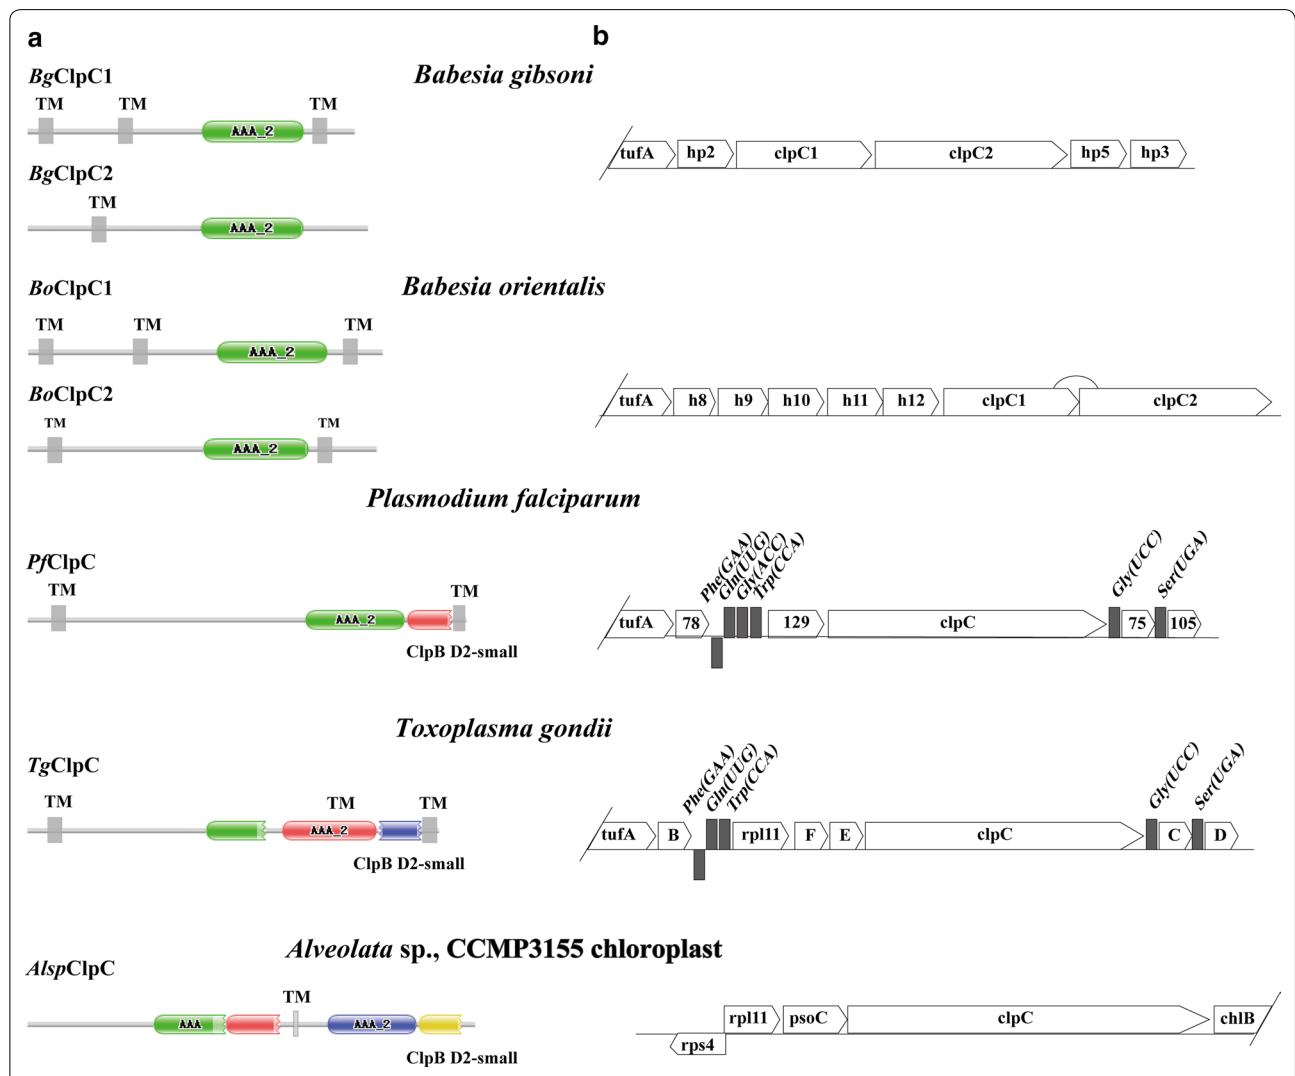 a
b
Babesia gibsoni
BgClpC1
TM TM TM
AAA_2
BgClpC2
TM
AAA_2
tufA hp2 clpC1 clpC2 hp5 hp3
Babesia orientalis
BoClpC1
TM TM TM
AAA_2
BoClpC2
TM TM
AAA_2
tufA h8 h9 h10 h11 h12 clpC1 clpC2
Plasmodium falciparum
PfClpC
TM TM
AAA_2
ClpB D2-small
Phe(GAA)
Gln(UUG)
Gly(ACC)
Trp(CCA)
Gly(UCC)
Ser(UGA)
tufA 78 129 clpC 75 105
Toxoplasma gondii
TgClpC
TM TM TM
AAA_2
ClpB D2-small
Phe(GAA)
Gln(UUG)
Trp(CCA)
Gly(UCC)
Ser(UGA)
tufA B rpl11 F E clpC C D
Alveolata sp., CCMP3155 chloroplast
AlspClpC
TM
AAA AAA_2
ClpB D2-small
rpl11 psoC clpC chlB
rps4